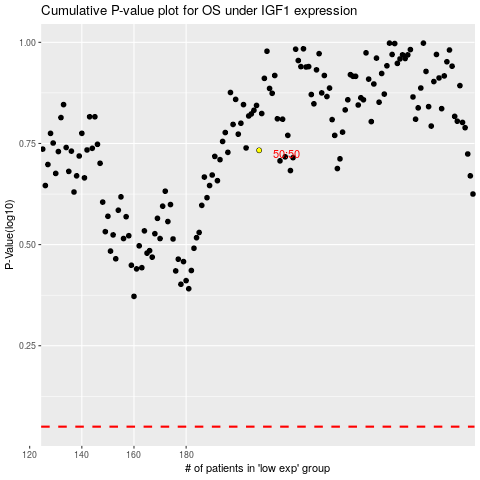 Cumulative P-value plot for OS under IGF1 expression
P-Value(log10)
1.00
0.75
0.50
0.25
50:50
120 140 160 180
# of patients in 'low exp' group